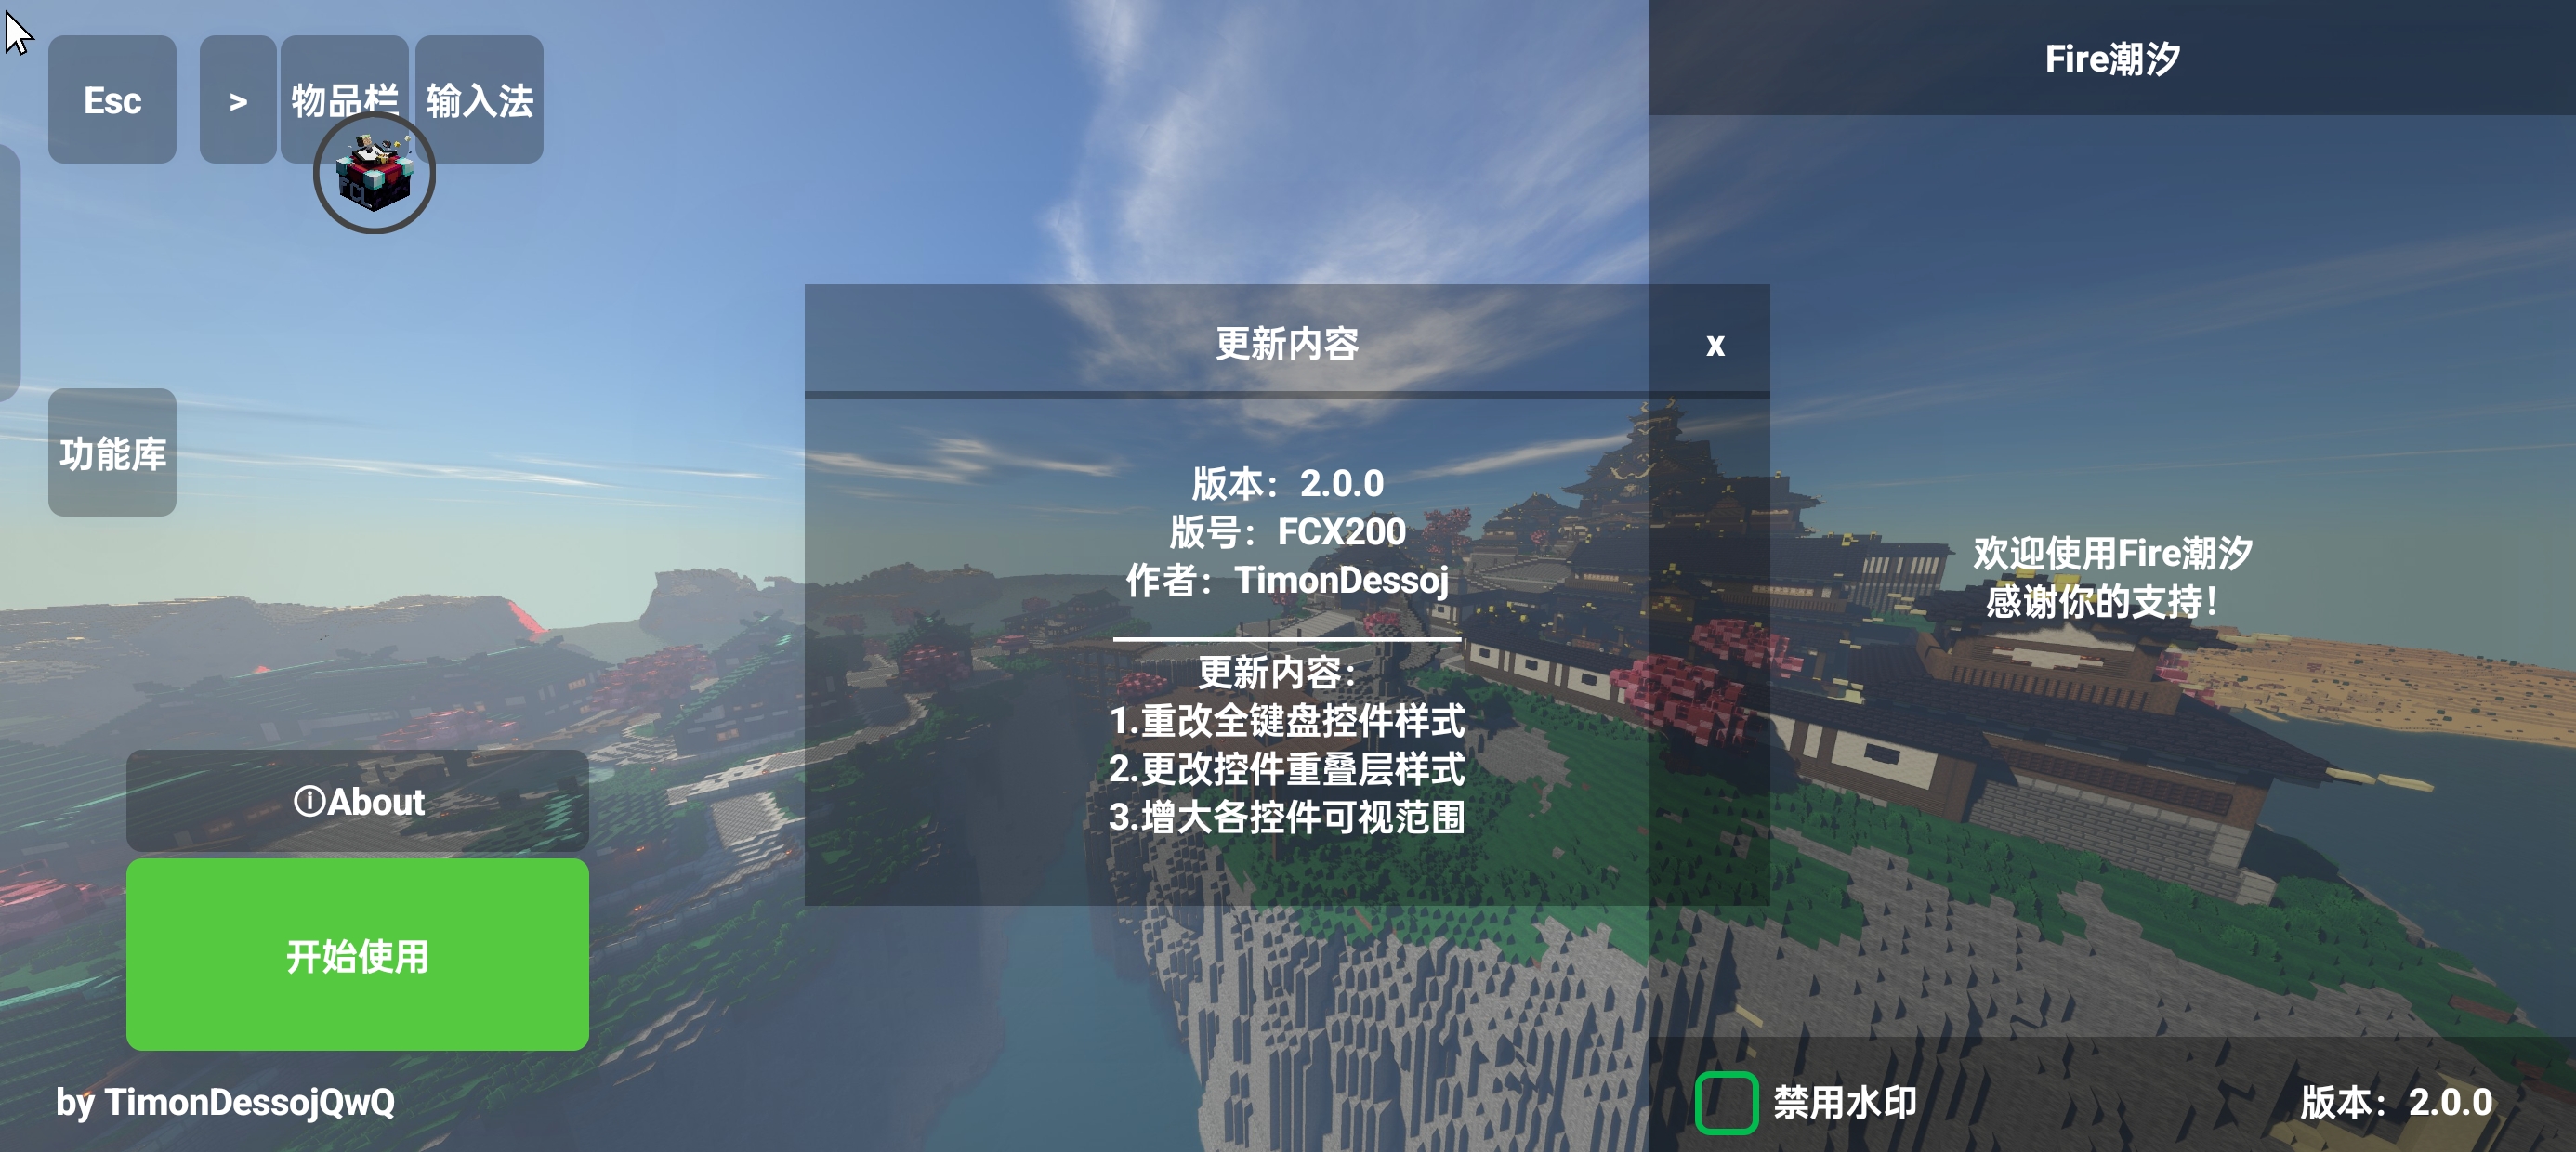 Esc
>
物品栏
输入法
FCL
Fire潮汐
更新内容
x
功能库
版本：2.0.0
版号：FCX200
作者：TimonDessoj
欢迎使用Fire潮汐
感谢你的支持！
更新内容：
1.重改全键盘控件样式
2.更改控件重叠层样式
3.增大各控件可视范围
ⓘAbout
开始使用
by TimonDessojQwQ
禁用水印
版本：2.0.0